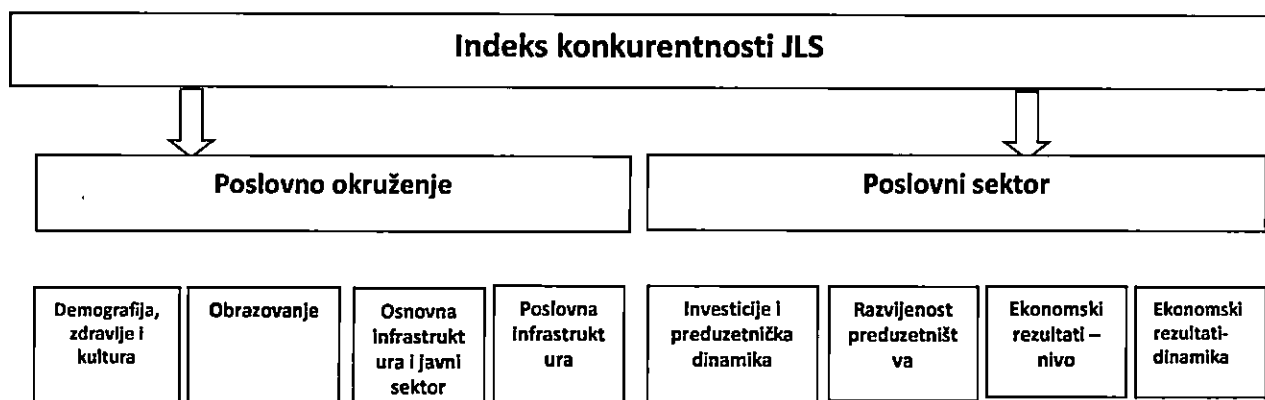 Indeks konkurentnosti JLS
Poslovno okruženje
Poslovni sektor
Demografija,
zdravlje i
kultura
Obrazovanje
Osnovna
infrastrukt
ura i javni
sektor
Poslovna
infrastrukt
ura
Investicije i
preduzetnička
dinamika
Razvijenost
preduzetništ
va
Ekonomski
rezultati –
nivo
Ekonomski
rezultati-
dinamika